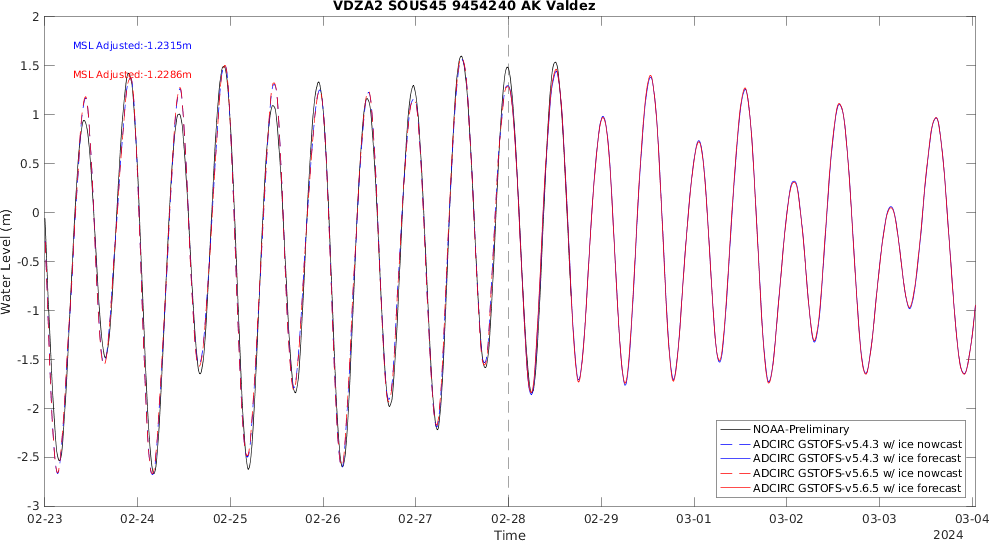 VDZA2 SOUS45 9454240 AK Valdez
MSL Adjusted:-1.2315m
MSL Adjusted:-1.2286m
Water Level (m)
2
1.5
1
0.5
0
-0.5
-1
-1.5
-2
-2.5
-3
NOAA-Preliminary
ADCIRC GSTOFS-v5.4.3 w/ ice nowcast
ADCIRC GSTOFS-v5.4.3 w/ ice forecast
ADCIRC GSTOFS-v5.6.5 w/ ice nowcast
ADCIRC GSTOFS-v5.6.5 w/ ice forecast
02-23 02-24 02-25 02-26 02-27 02-28 02-29 03-01 03-02 03-03 03-04
Time
2024